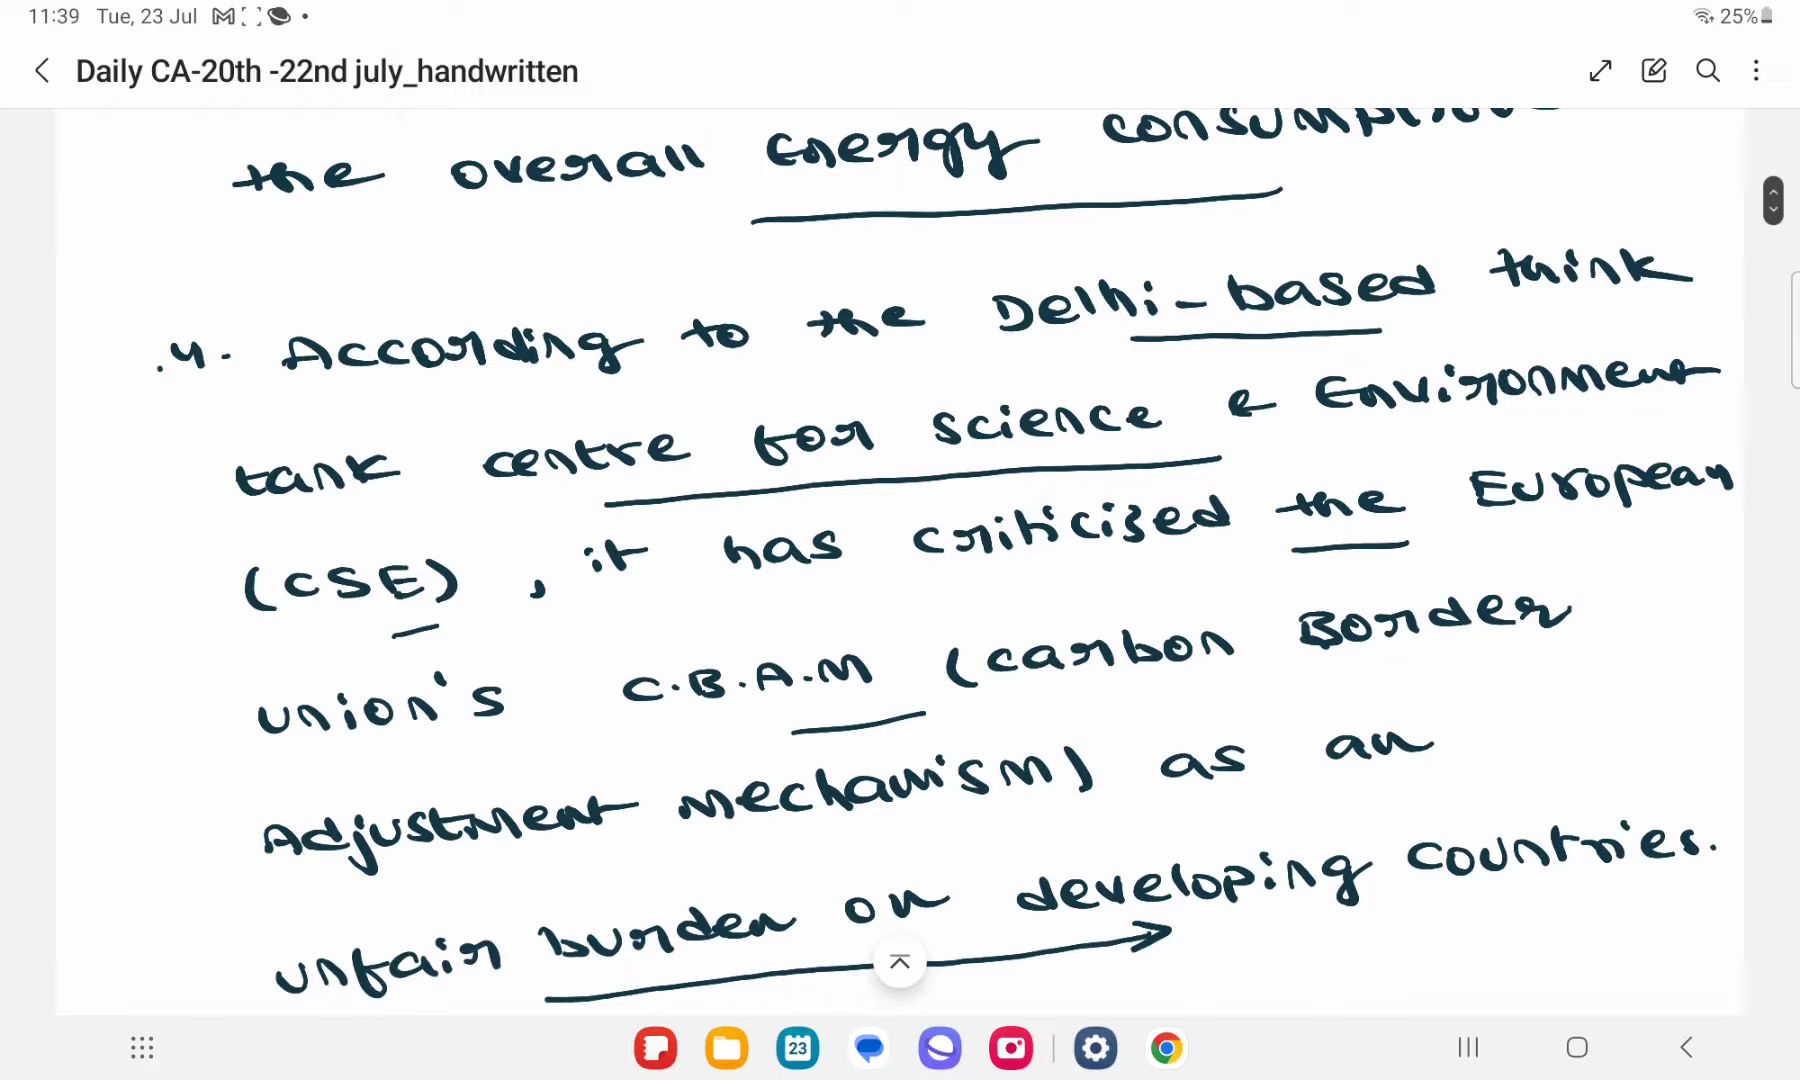 11:39 Tue, 23 Jul
25%
Daily CA-20th -22nd july_handwritten
the overall Energy
.4. According to the Delhi-based think
tank centre for science & Environment
(CSE), it has criticized the European
union's C.B.A.M (carbon Border
Adjustment mechanism) as an
unfair burden on developing countries.
23